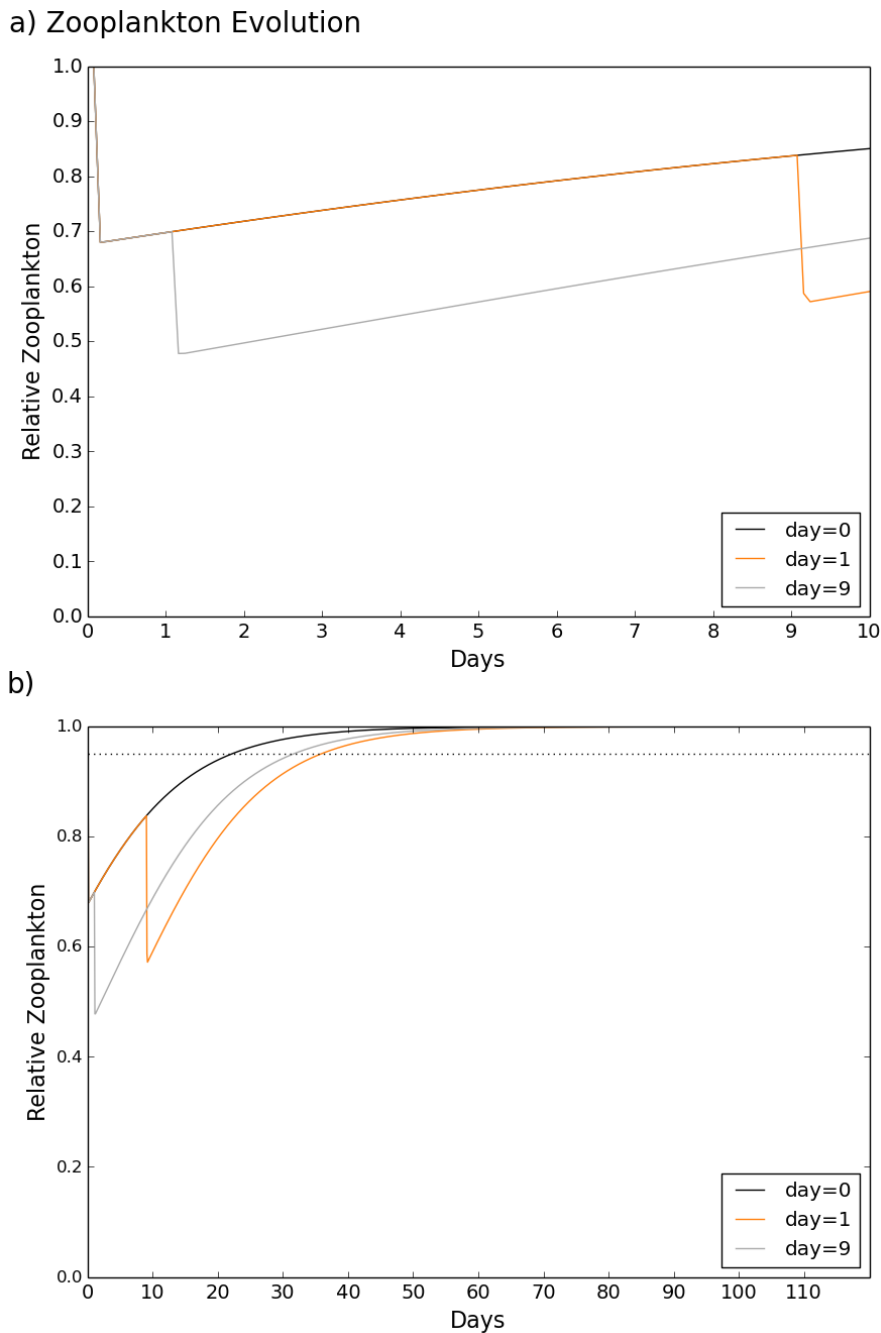 a) Zooplankton Evolution
1.0
0.9
0.8
0.7
0.6
0.5
0.4
0.3
0.2
0.1
0.0
Relative Zooplankton
day=0
day=1
day=9
0 1 2 3 4 5 6 7 8 9 10
Days
b)
1.0
0.8
0.6
0.4
0.2
0.0
Relative Zooplankton
day=0
day=1
day=9
0 10 20 30 40 50 60 70 80 90 100 110
Days